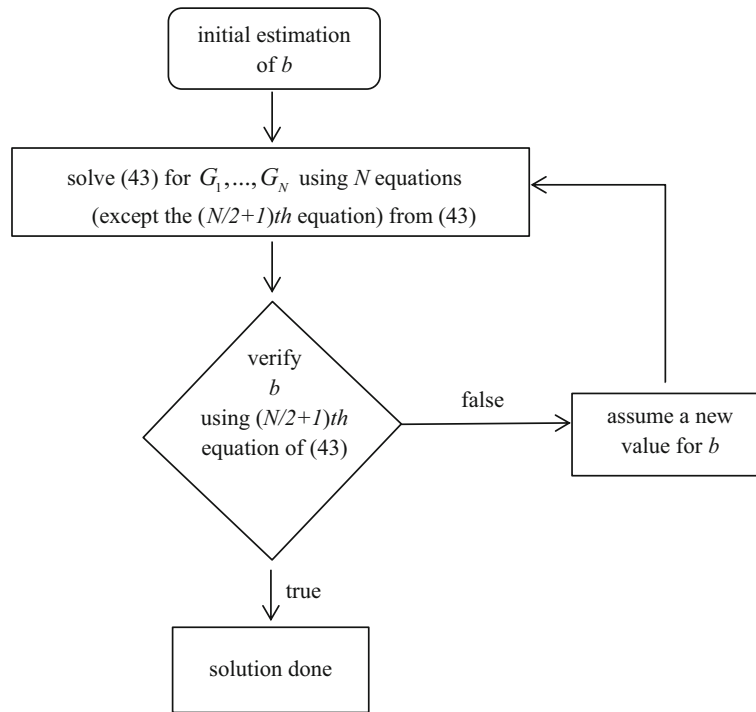 initial estimation
of b
solve (43) for G₁,...,G_N using N equations
(except the (N/2+1)th equation) from (43)
verify
b
using (N/2+1)th
equation of (43)
false
assume a new
value for b
true
solution done